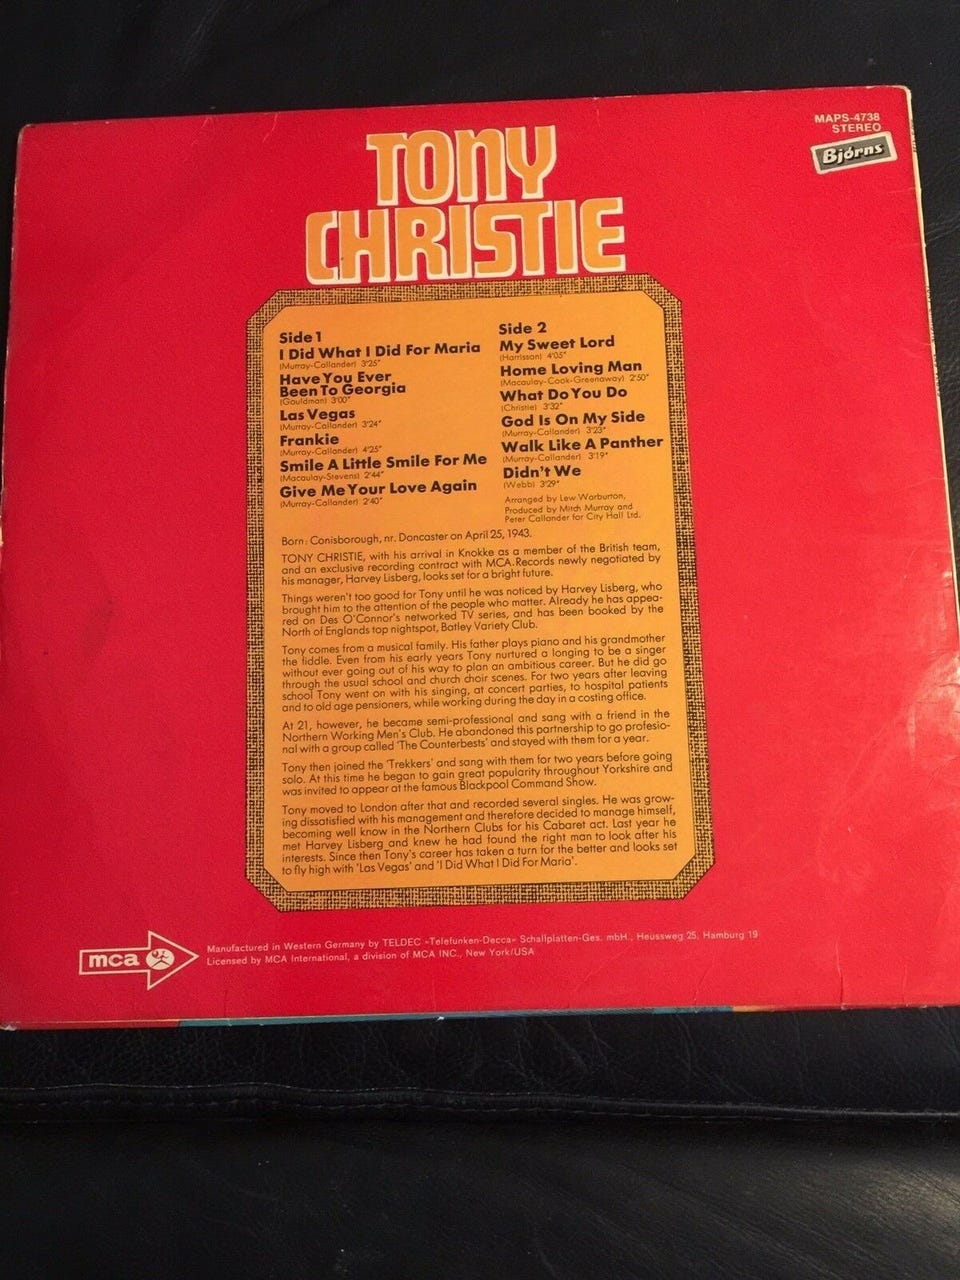 TONY
CHRISTIE
MAPS-4738
STEREO
Bjórns
Side 1
I Did What I Did For Maria
(Murray-Callander) 3'25"
Have You Ever
Been To Georgia
(Gouldman) 3'00"
Las Vegas
(Murray-Callander) 3'24"
Frankie
(Murray-Callander) 4'25"
Smile A Little Smile For Me
(Macaulay-Stevens) 2'44"
Give Me Your Love Again
(Murray-Callander) 2'40"
Side 2
My Sweet Lord
(Harrisson) 4'05"
Home Loving Man
(Macaulay-Cook-Greenaway) 2'50"
What Do You Do
(Christie) 3'32"
God Is On My Side
(Murray-Callander) 3'23"
Walk Like A Panther
(Murray-Callander) 3'19"
Didn't We
(Webb) 3'29"
Arranged by Lew Warburton,
Produced by Mitch Murray and
Peter Callander for City Hall Ltd.
Born: Conisborough, nr. Doncaster on April 25, 1943.
TONY CHRISTIE, with his arrival in Knokke as a member of the British team,
and an exclusive recording contract with MCA.Records newly negotiated by
his manager, Harvey Lisberg, looks set for a bright future.
Things weren't too good for Tony until he was noticed by Harvey Lisberg, who
brought him to the attention of the people who matter. Already he has appea-
red on Des O'Connor's networked TV series, and has been booked by the
North of Englands top nightspot, Batley Variety Club.
Tony comes from a musical family. His father plays piano and his grandmother
the fiddle. Even from his early years Tony nurtured a longing to be a singer
without ever going out of his way to plan an ambitious career. But he did go
through the usual school and church choir scenes. For two years after leaving
school Tony went on with his singing, at concert parties, to hospital patients
and to old age pensioners, while working during the day in a costing office.
At 21, however, he became semi-professional and sang with a friend in the
Northern Working Men's Club. He abandoned this partnership to go profesio-
nal with a group called 'The Counterbests' and stayed with them for a year.
Tony then joined the 'Trekkers' and sang with them for two years before going
solo. At this time he began to gain great popularity throughout Yorkshire and
was invited to appear at the famous Blackpool Command Show.
Tony moved to London after that and recorded several singles. He was grow-
ing dissatisfied with his management and therefore decided to manage himself,
becoming well know in the Northern Clubs for his Cabaret act. Last year he
met Harvey Lisberg and knew he had found the right man to look after his
interests. Since then Tony's career has taken a turn for the better and looks set
to fly high with 'Las Vegas' and 'I Did What I Did For Maria'.
mca
Manufactured in Western Germany by TELDEC »Telefunken-Decca« Schallplatten-Ges. mbH., Heussweg 25, Hamburg 19
Licensed by MCA International, a division of MCA INC., New York/USA